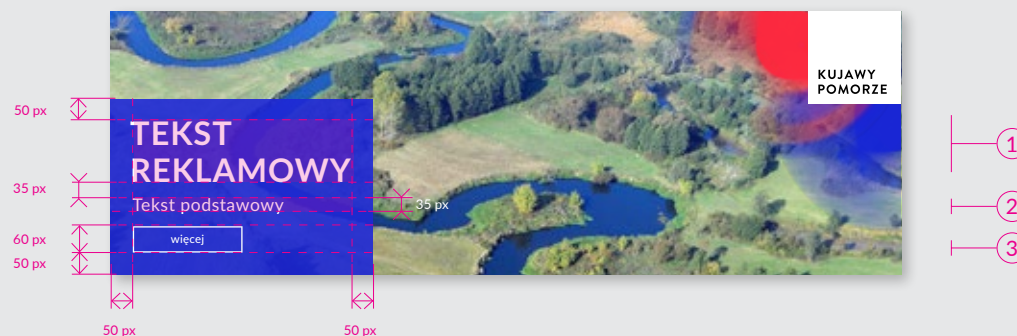 KUJAWY
POMORZE
50 px
TEKST
REKLAMOWY
35 px
Tekst podstawowy
35 px
60 px
więcej
50 px
50 px
50 px
1
2
3